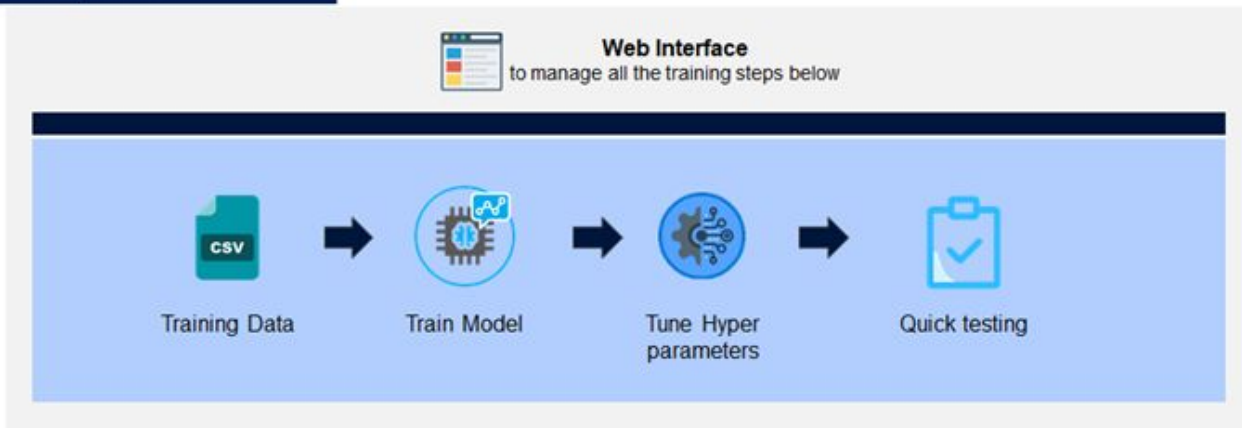 Web Interface
to manage all the training steps below
CSV
Training Data
Train Model
Tune Hyper
parameters
Quick testing